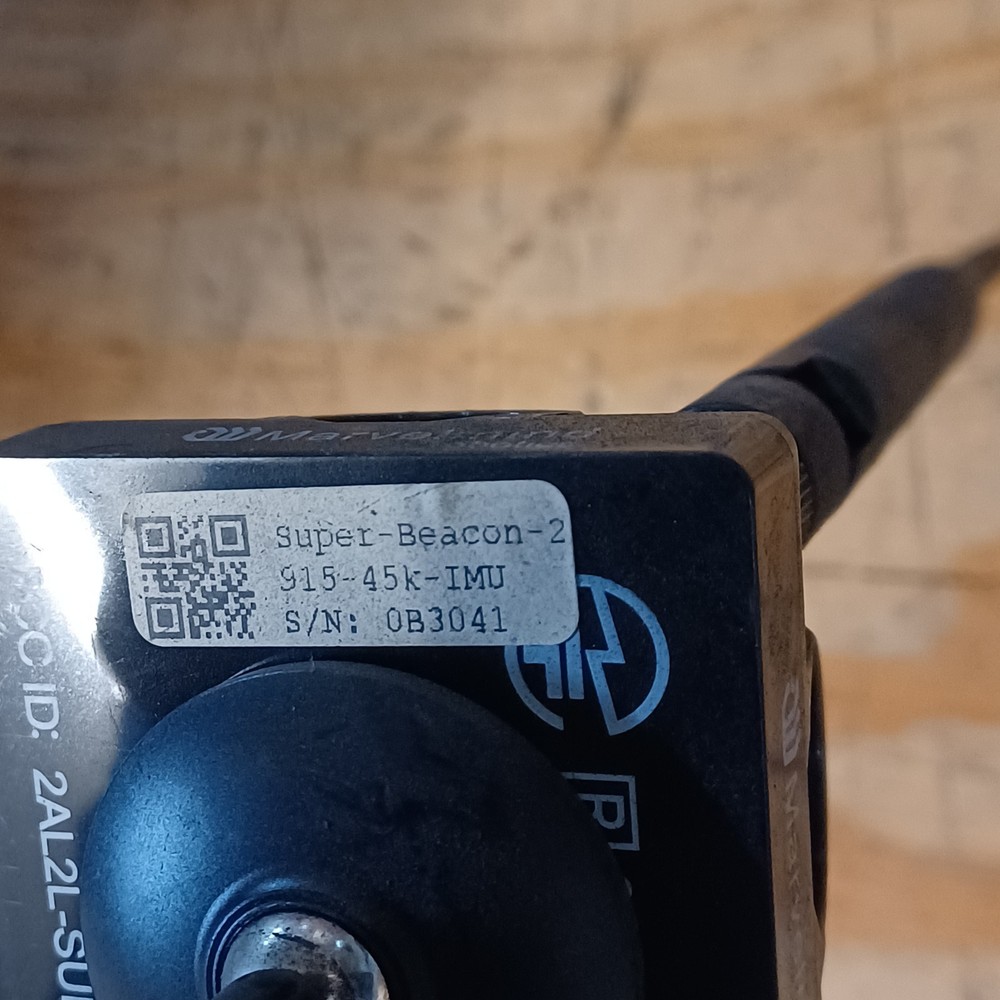 Marvelmind
Super-Beacon-2
915-45k-IMU
S/N: 0B3041
C ID: 2AL2L-SU
P